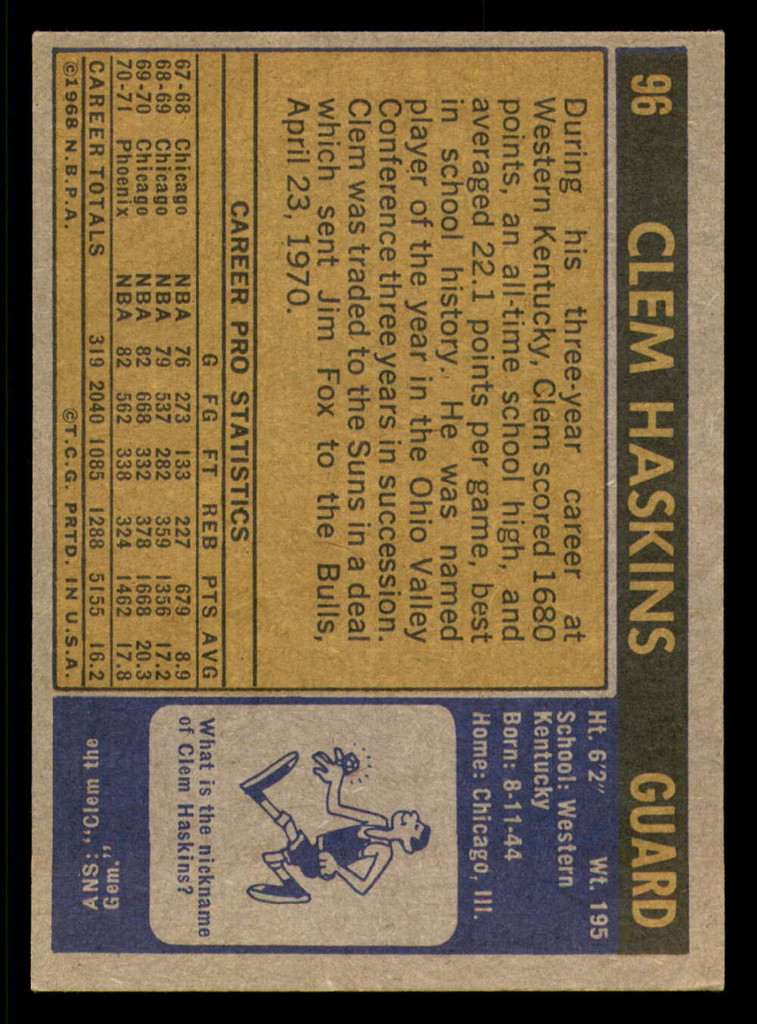 96 CLEM HASKINS GUARD
During his three-year career at
Western Kentucky, Clem scored 1680
points, an all-time school high, and
averaged 22.1 points per game, best
in school history. He was named
player of the year in the Ohio Valley
Conference three years in succession.
Clem was traded to the Suns in a deal
which sent Jim Fox to the Bulls,
April 23, 1970.
CAREER PRO STATISTICS
G FG FT REB PTS AVG
67-68 Chicago NBA 76 273 133 227 679 8.9
68-69 Chicago NBA 79 537 282 359 1356 17.2
69-70 Chicago NBA 82 668 332 378 1668 20.3
70-71 Phoenix NBA 82 562 338 324 1462 17.8
CAREER TOTALS 319 2040 1085 1288 5155 16.2
©1968 N.B.P.A. ©T.C.G. PRTD. IN U.S.A.
Ht. 6'2" Wt. 195
School: Western
Kentucky
Born: 8-11-44
Home: Chicago, Ill.
What is the nickname
of Clem Haskins?
ANS: "Clem the
Gem."